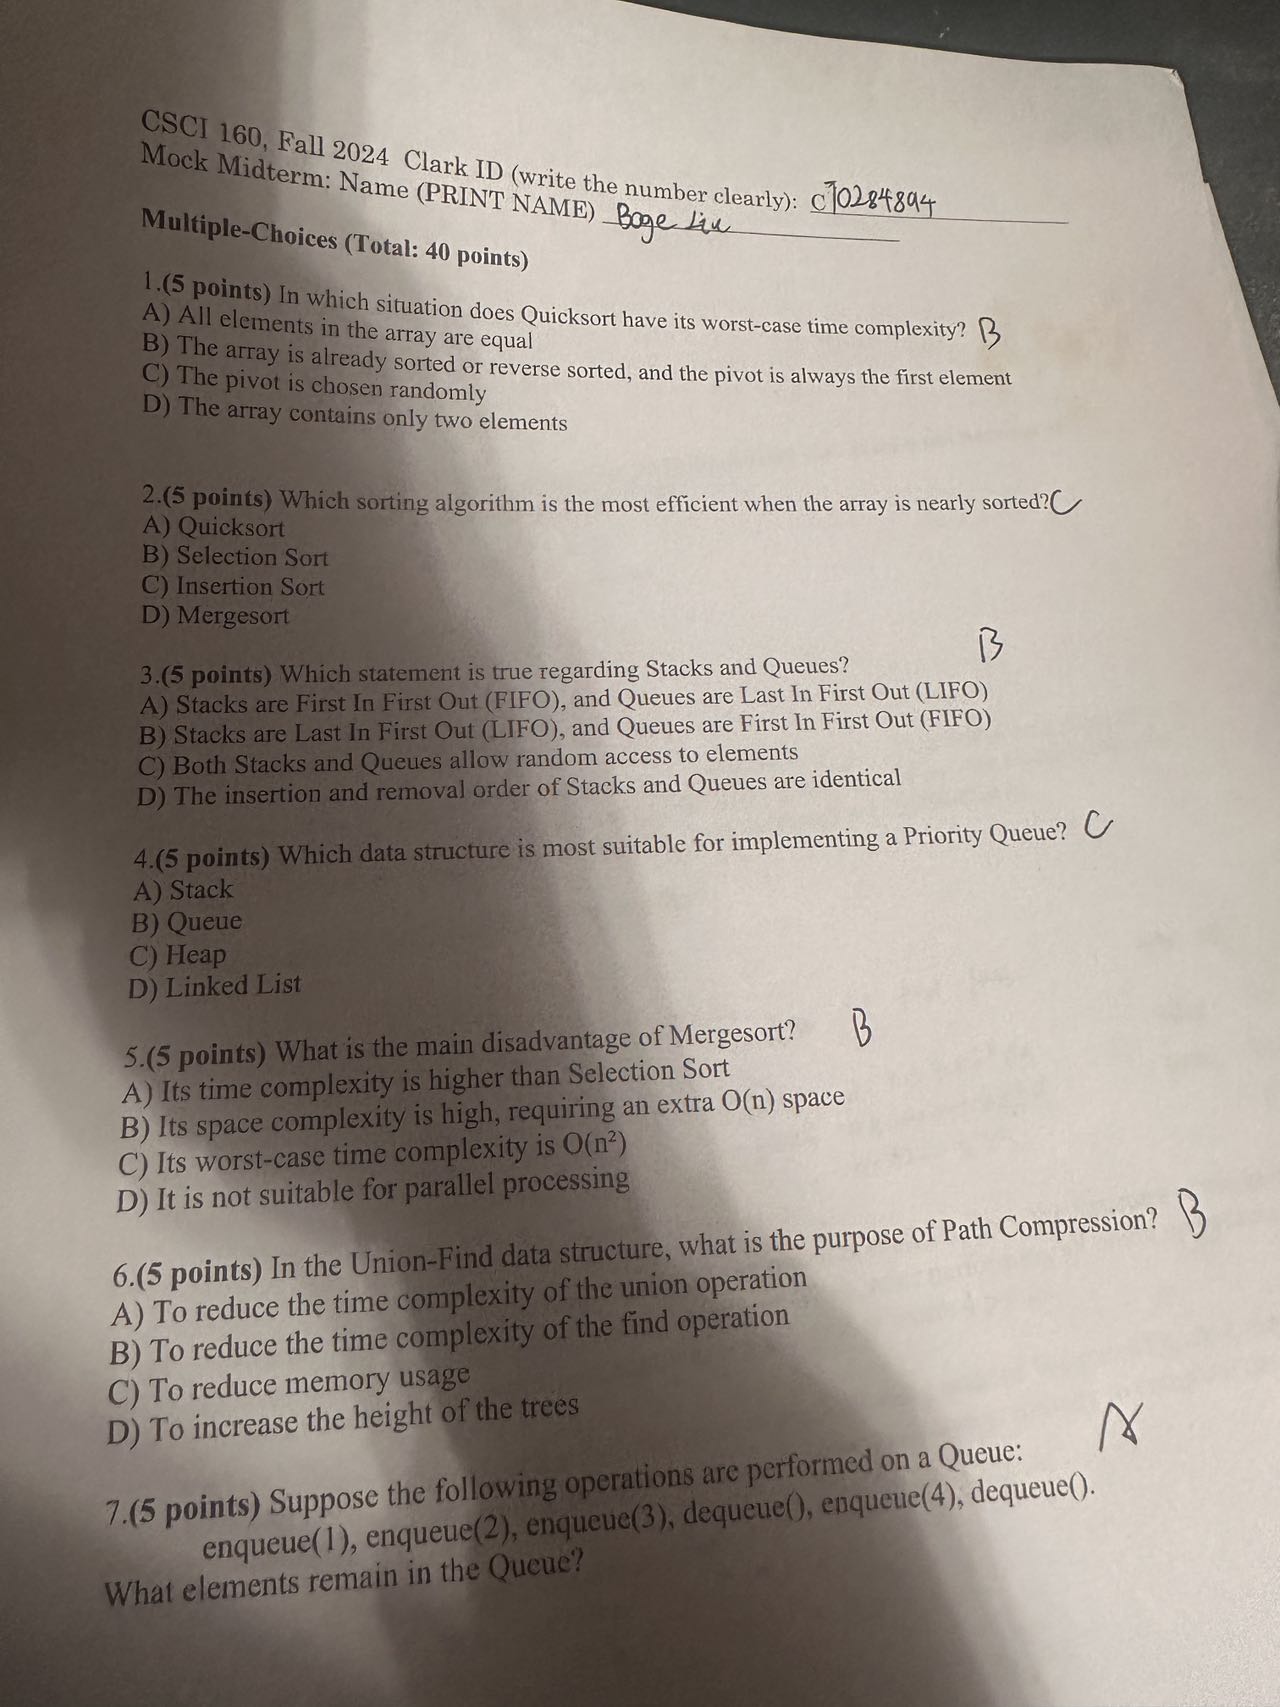 CSCI 160, Fall 2024 Clark ID (write the number clearly): C70284894
Mock Midterm: Name (PRINT NAME) Boge Liu
Multiple-Choices (Total: 40 points)
1.(5 points) In which situation does Quicksort have its worst-case time complexity? B
A) All elements in the array are equal
B) The array is already sorted or reverse sorted, and the pivot is always the first element
C) The pivot is chosen randomly
D) The array contains only two elements
2.(5 points) Which sorting algorithm is the most efficient when the array is nearly sorted? C
A) Quicksort
B) Selection Sort
C) Insertion Sort
D) Mergesort
3.(5 points) Which statement is true regarding Stacks and Queues? B
A) Stacks are First In First Out (FIFO), and Queues are Last In First Out (LIFO)
B) Stacks are Last In First Out (LIFO), and Queues are First In First Out (FIFO)
C) Both Stacks and Queues allow random access to elements
D) The insertion and removal order of Stacks and Queues are identical
4.(5 points) Which data structure is most suitable for implementing a Priority Queue? C
A) Stack
B) Queue
C) Heap
D) Linked List
5.(5 points) What is the main disadvantage of Mergesort? B
A) Its time complexity is higher than Selection Sort
B) Its space complexity is high, requiring an extra O(n) space
C) Its worst-case time complexity is O(n²)
D) It is not suitable for parallel processing
6.(5 points) In the Union-Find data structure, what is the purpose of Path Compression? B
A) To reduce the time complexity of the union operation
B) To reduce the time complexity of the find operation
C) To reduce memory usage
D) To increase the height of the trees
7.(5 points) Suppose the following operations are performed on a Queue: A
enqueue(1), enqueue(2), enqueue(3), dequeue(), enqueue(4), dequeue().
What elements remain in the Queue?